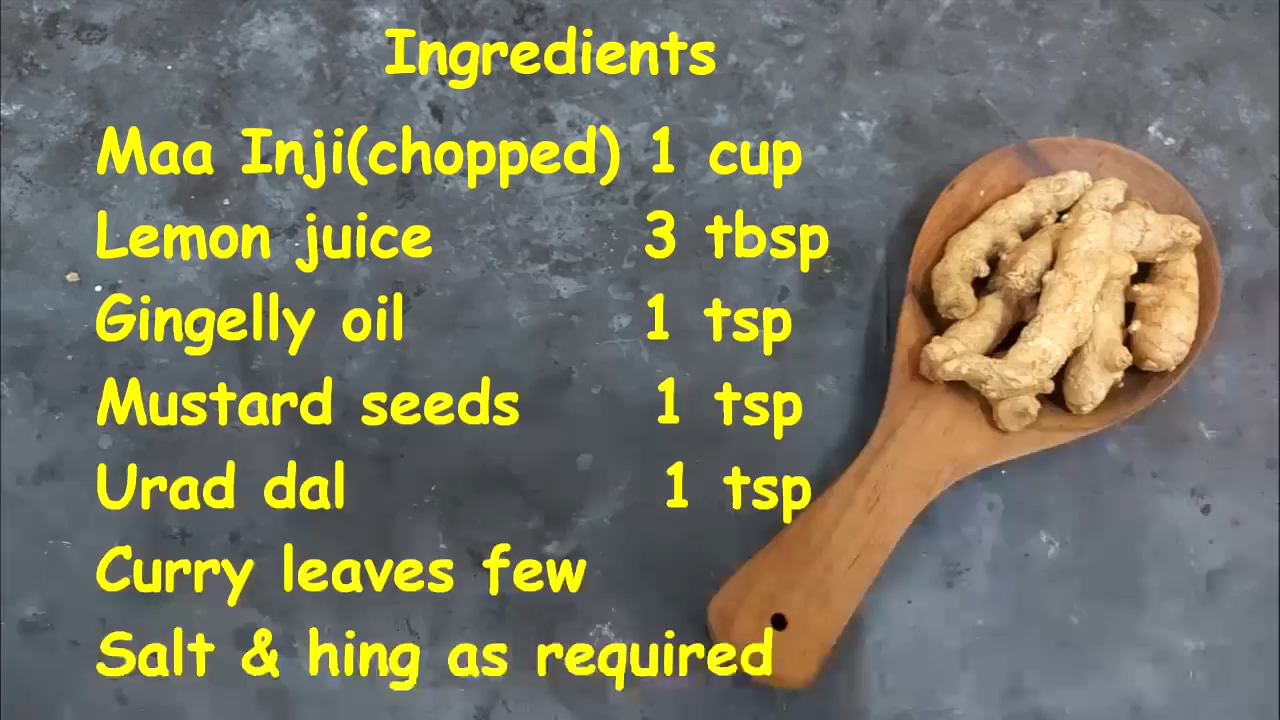 Ingredients
Maa Inji(chopped) 1 cup
Lemon juice 3 tbsp
Gingelly oil 1 tsp
Mustard seeds 1 tsp
Urad dal 1 tsp
Curry leaves few
Salt & hing as required